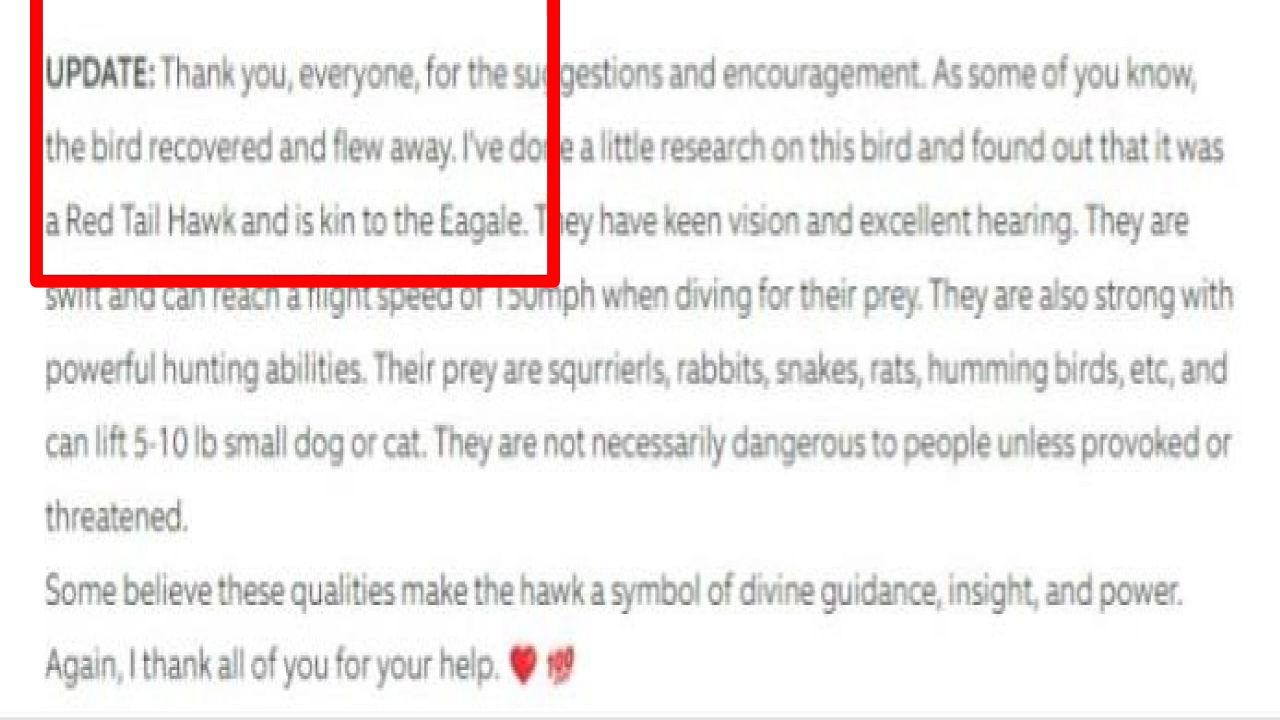 UPDATE: Thank you, everyone, for the suggestions and encouragement. As some of you know,
the bird recovered and flew away. I've done a little research on this bird and found out that it was
a Red Tail Hawk and is kin to the Eagale. They have keen vision and excellent hearing. They are
swift and can reach a flight speed of 150mph when diving for their prey. They are also strong with
powerful hunting abilities. Their prey are squrrierls, rabbits, snakes, rats, humming birds, etc, and
can lift 5-10 lb small dog or cat. They are not necessarily dangerous to people unless provoked or
threatened.
Some believe these qualities make the hawk a symbol of divine guidance, insight, and power.
Again, I thank all of you for your help. ❤️ 💯